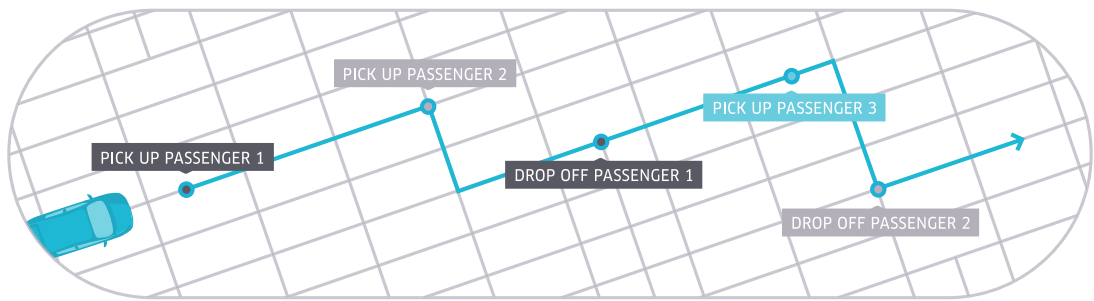 PICK UP PASSENGER 1
PICK UP PASSENGER 2
DROP OFF PASSENGER 1
PICK UP PASSENGER 3
DROP OFF PASSENGER 2